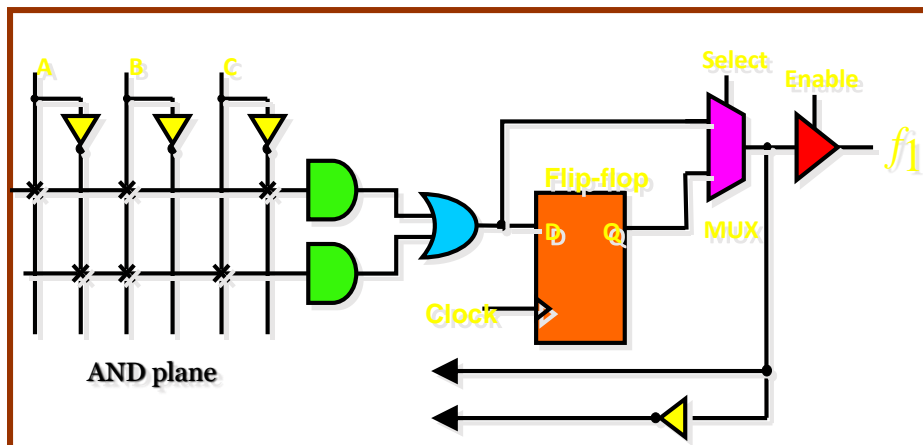 A B C
Select
Enable
f1
Flip-flop
D Q
MUX
Clock
AND plane